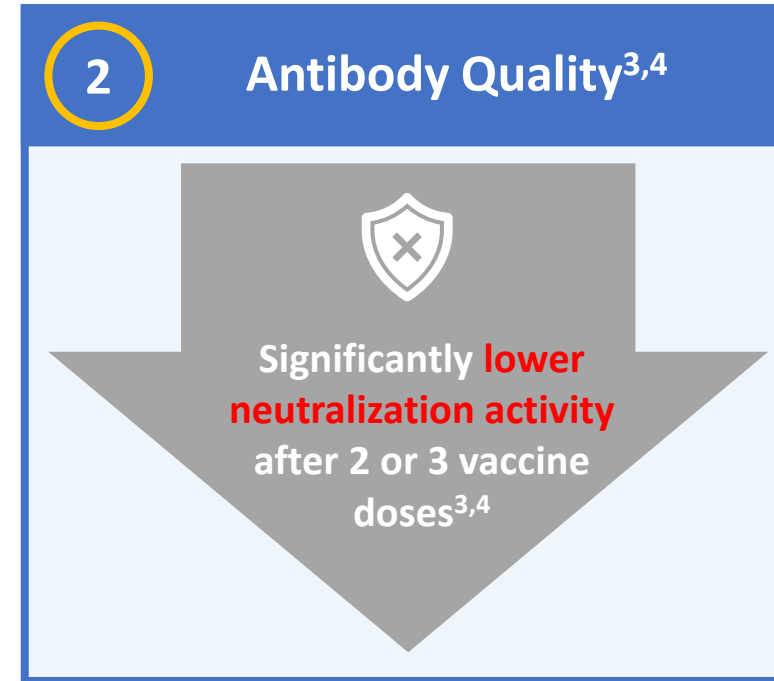 2
Antibody Quality3,4
Significantly lower
neutralization activity
after 2 or 3 vaccine
doses3,4